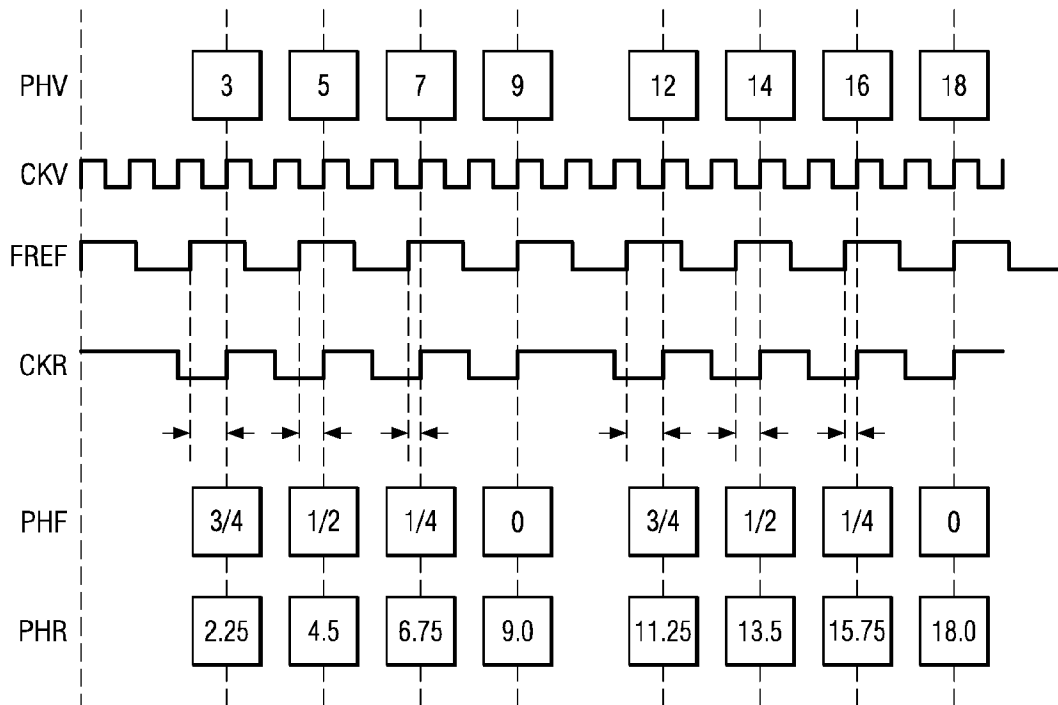 PHV 3 5 7 9 12 14 16 18
CKV
FREF
CKR
PHF 3/4 1/2 1/4 0 3/4 1/2 1/4 0
PHR 2.25 4.5 6.75 9.0 11.25 13.5 15.75 18.0